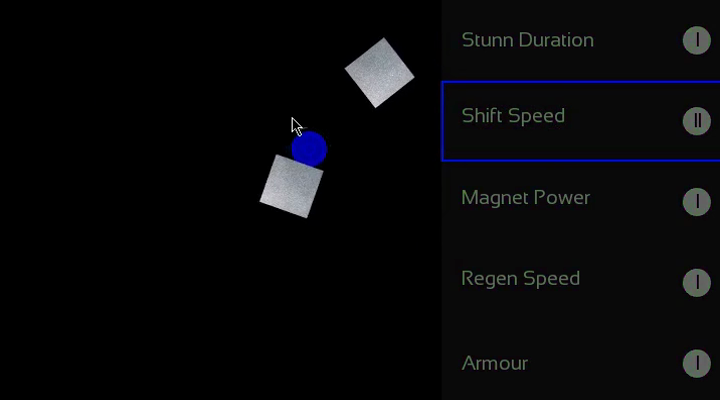 Stunn Duration I
Shift Speed II
Magnet Power I
Regen Speed I
Armour I